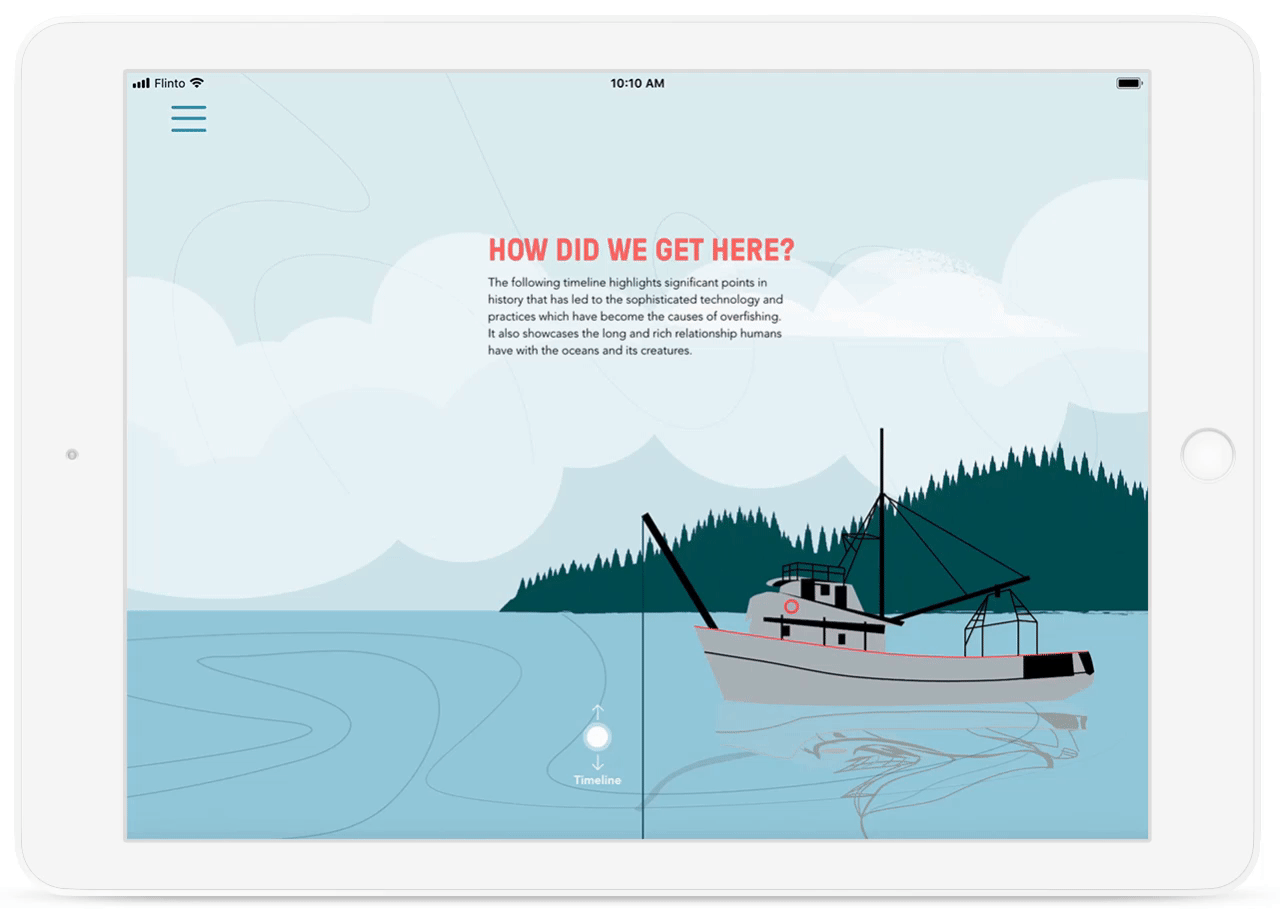 Flinto
10:10 AM
HOW DID WE GET HERE?
The following timeline highlights significant points in
history that has led to the sophisticated technology and
practices which have become the causes of overfishing.
It also showcases the long and rich relationship humans
have with the oceans and its creatures.
Timeline